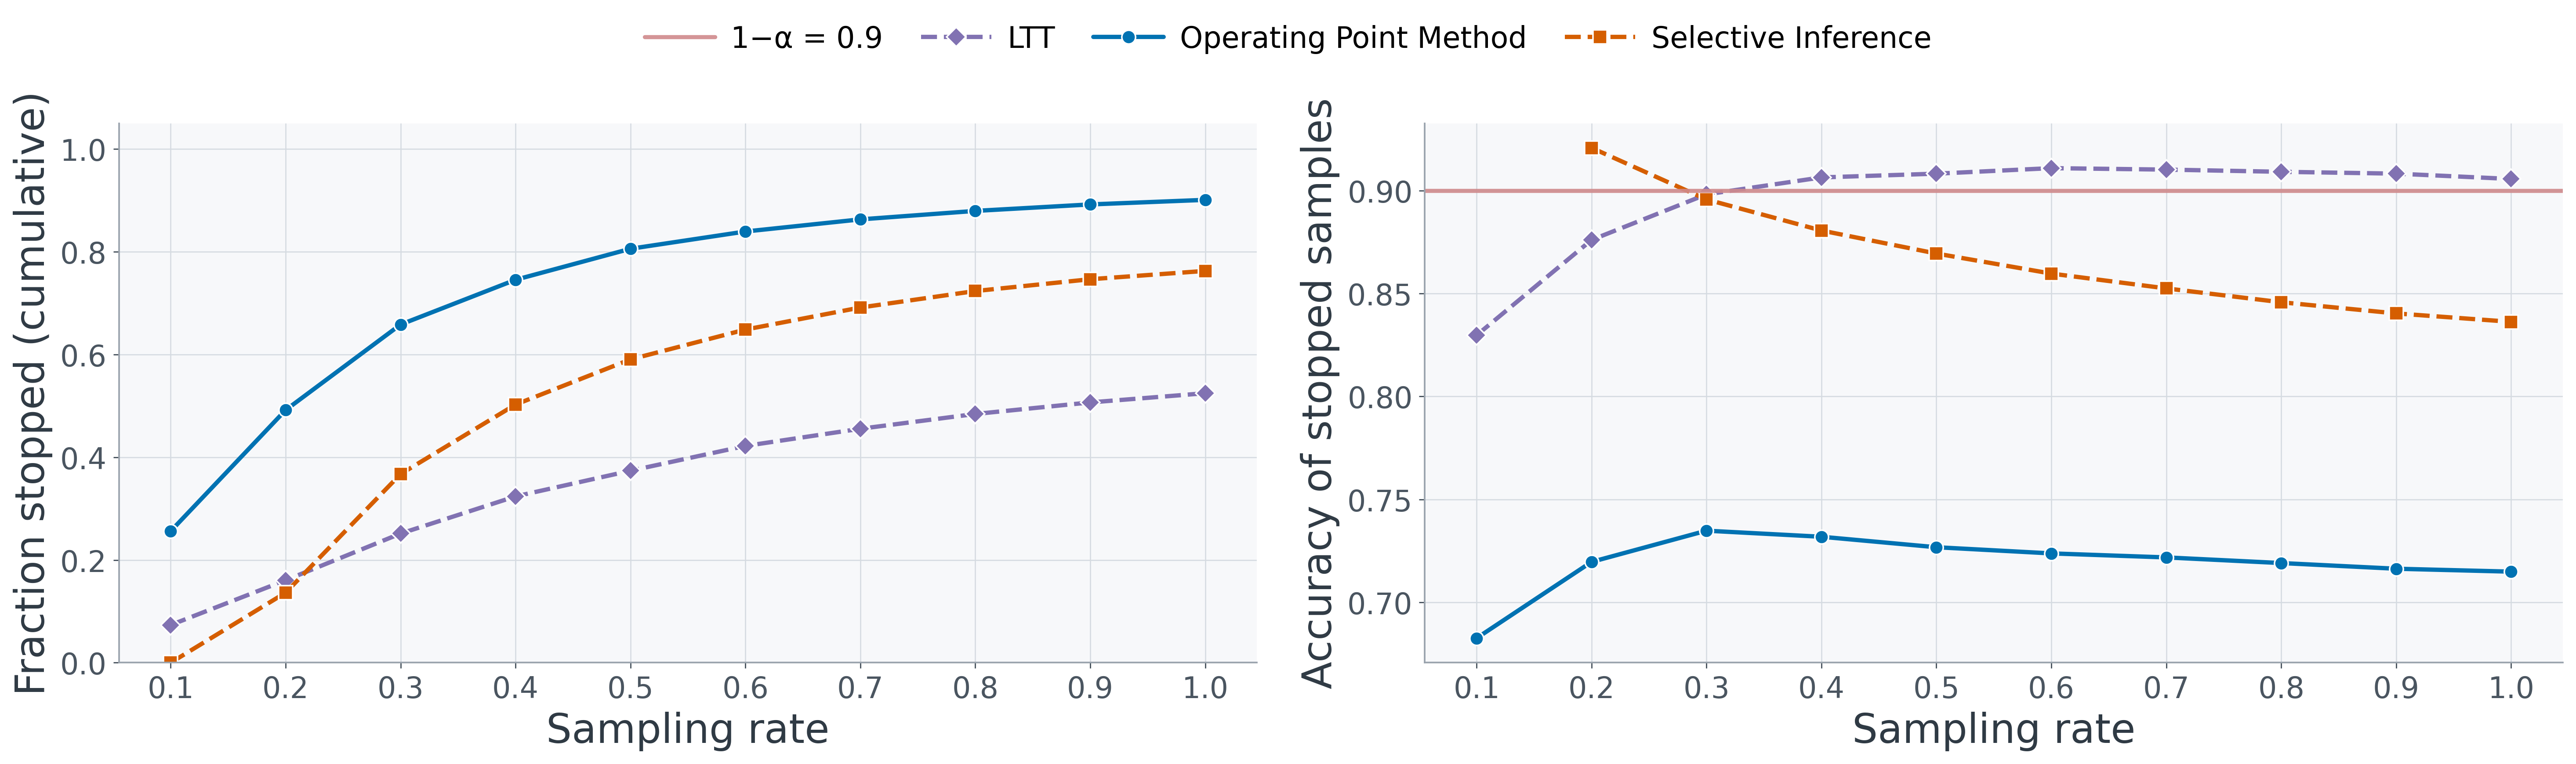 1−α = 0.9 LTT Operating Point Method Selective Inference
Fraction stopped (cumulative)
1.0
0.8
0.6
0.4
0.2
0.0
0.1 0.2 0.3 0.4 0.5 0.6 0.7 0.8 0.9 1.0
Sampling rate
Accuracy of stopped samples
0.90
0.85
0.80
0.75
0.70
0.1 0.2 0.3 0.4 0.5 0.6 0.7 0.8 0.9 1.0
Sampling rate